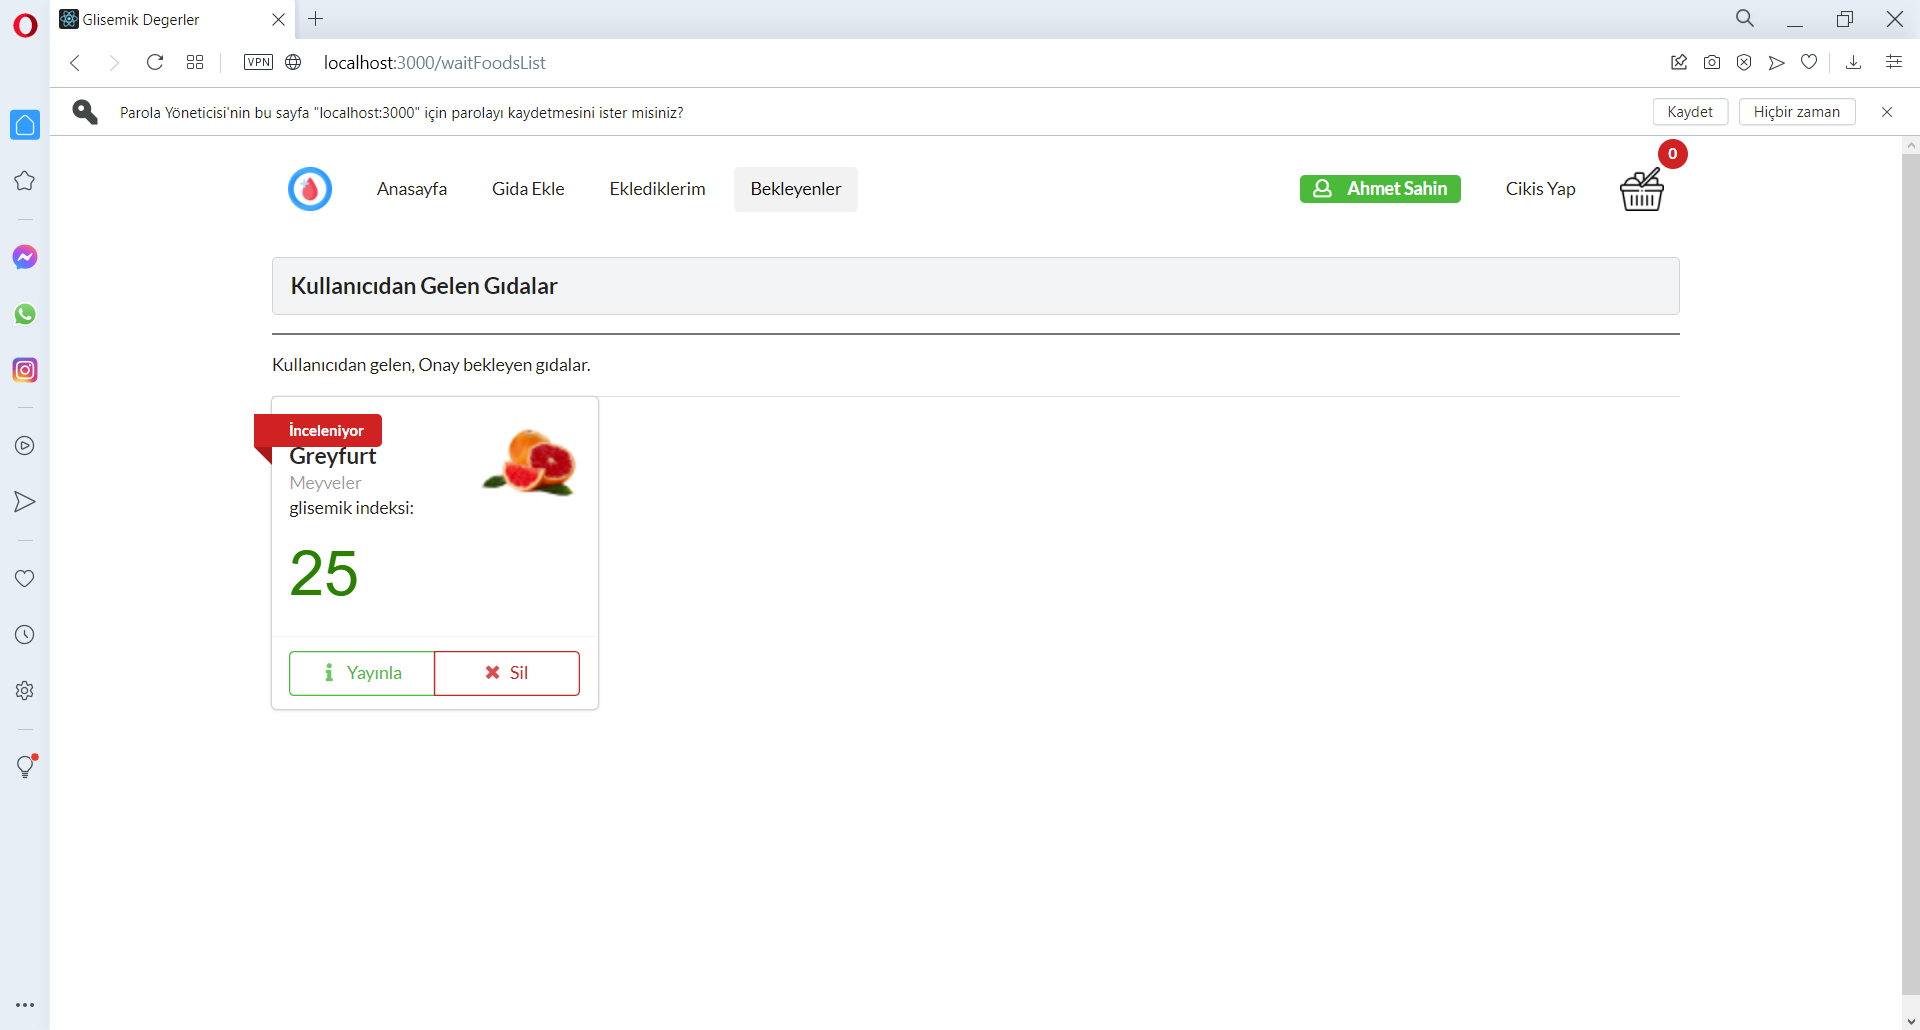 Glisemik Degerler
VPN
localhost:3000/waitFoodsList
Parola Yöneticisi'nin bu sayfa "localhost:3000" için parolayı kaydetmesini ister misiniz?
Kaydet
Hiçbir zaman
Anasayfa
Gida Ekle
Eklediklerim
Bekleyenler
Ahmet Sahin
Cikis Yap
0
Kullanıcıdan Gelen Gıdalar
Kullanıcıdan gelen, Onay bekleyen gıdalar.
İnceleniyor
Greyfurt
Meyveler
glisemik indeksi:
25
Yayınla
Sil